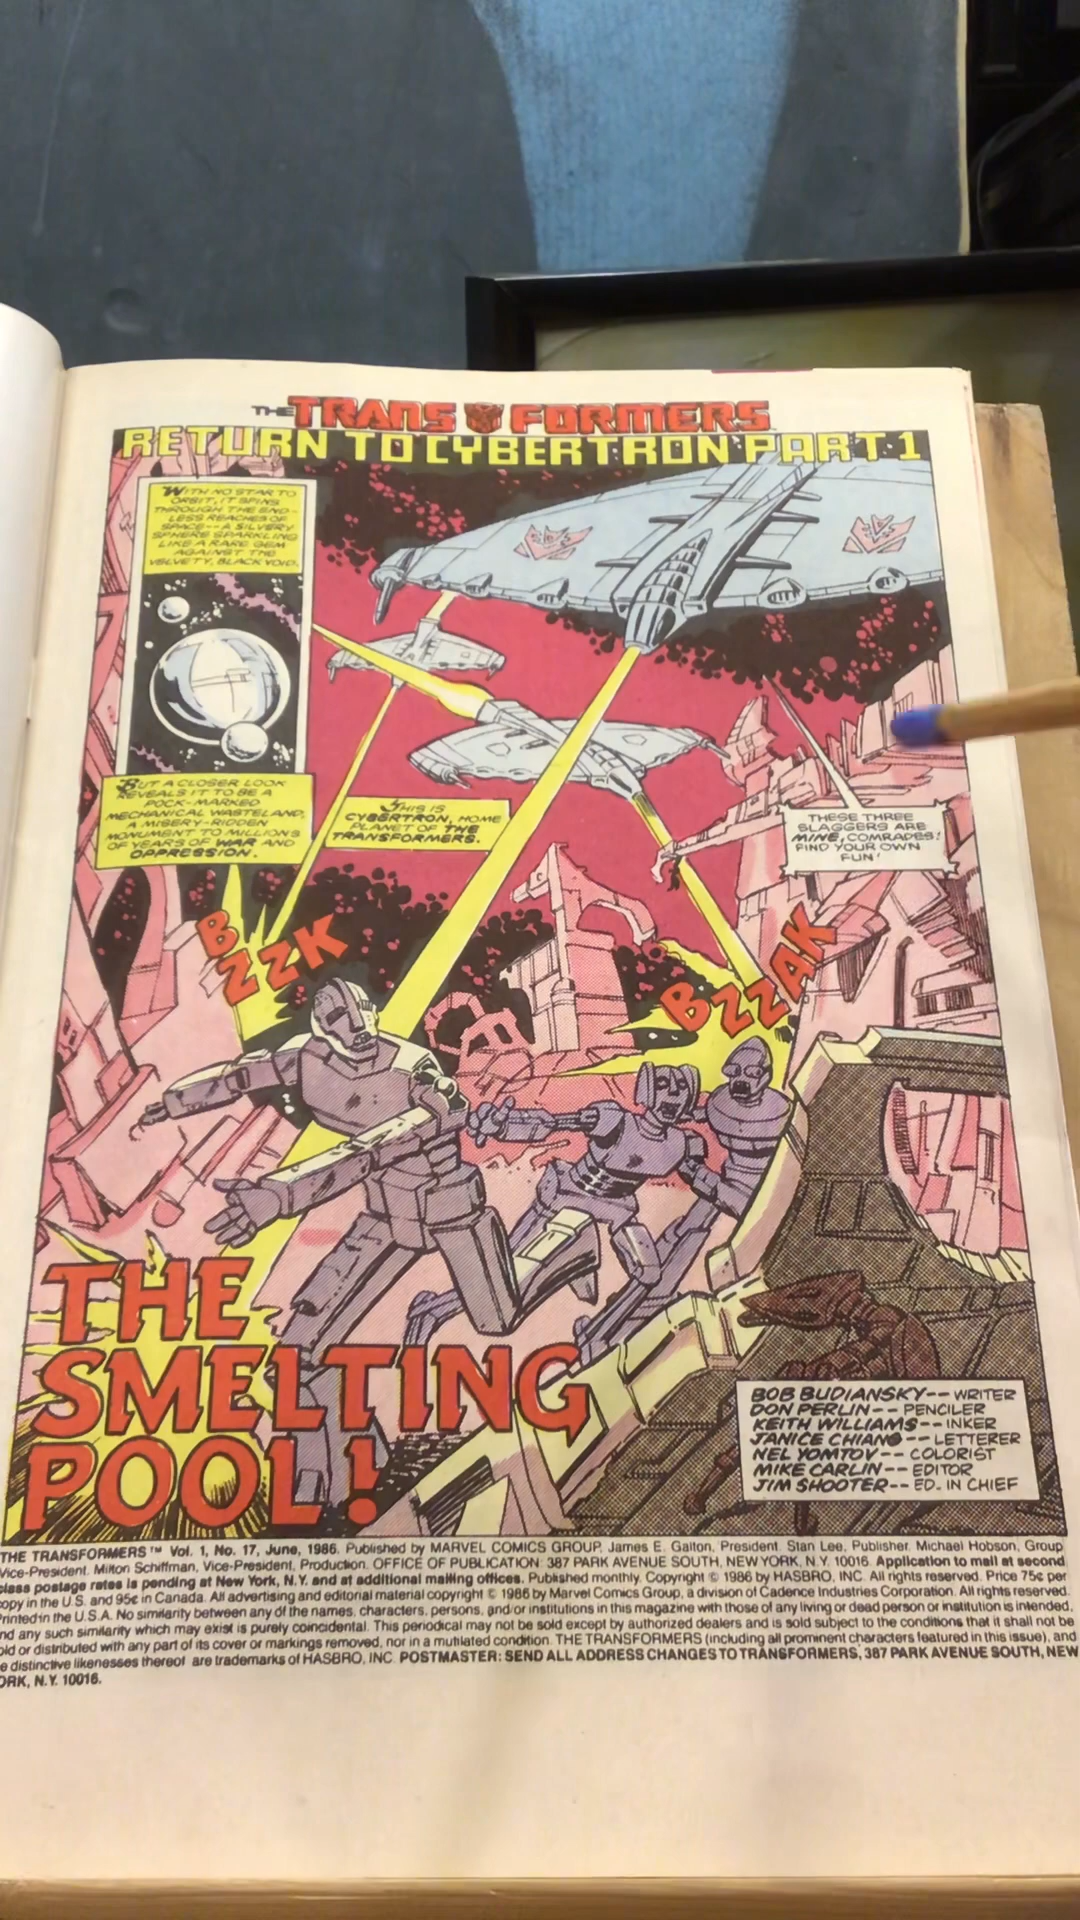 THE TRANSFORMERS
RETURN TO CYBERTRON PART 1
WITH NO STAR TO
ORBIT, IT SPINS
THROUGH THE END-
LESS REACHES OF
SPACE -- A SILVERY
SPHERE SPARKLING
LIKE A RARE GEM
AGAINST THE
VELVETY, BLACK VOID.
BUT A CLOSER LOOK
REVEALS IT TO BE A
POCK-MARKED
MECHANICAL WASTELAND,
A MISERY-RIDDEN
MONUMENT TO MILLIONS
OF YEARS OF WAR AND
OPPRESSION.
THIS IS
CYBERTRON, HOME
PLANET OF THE
TRANSFORMERS.
THESE THREE
SLAGGERS ARE
MINE, COMRADES!
FIND YOUR OWN
FUN!
BZZZK
BZZZAK
THE
SMELTING
POOL!
BOB BUDIANSKY -- WRITER
DON PERLIN -- PENCILER
KEITH WILLIAMS -- INKER
JANICE CHIANG -- LETTERER
NEL YOMTOV -- COLORIST
MIKE CARLIN -- EDITOR
JIM SHOOTER -- ED. IN CHIEF
THE TRANSFORMERS™ Vol. 1, No. 17, June, 1986. Published by MARVEL COMICS GROUP, James E. Galton, President. Stan Lee, Publisher. Michael Hobson, Group
Vice-President. Milton Schiffman, Vice-President, Production. OFFICE OF PUBLICATION: 387 PARK AVENUE SOUTH, NEW YORK, N.Y. 10016. Application to mail at second
class postage rates is pending at New York, N.Y. and at additional mailing offices. Published monthly. Copyright © 1986 by HASBRO, INC. All rights reserved. Price 75¢ per
copy in the U.S. and 95¢ in Canada. All advertising and editorial material copyright © 1986 by Marvel Comics Group, a division of Cadence Industries Corporation. All rights reserved.
Printed in the U.S.A. No similarity between any of the names, characters, persons, and/or institutions in this magazine with those of any living or dead person or institution is intended,
nd any such similarity which may exist is purely coincidental. This periodical may not be sold except by authorized dealers and is sold subject to the conditions that it shall not be
old or distributed with any part of its cover or markings removed, nor in a mutilated condition. THE TRANSFORMERS (including all prominent characters featured in this issue), and
e distinctive likenesses thereof are trademarks of HASBRO, INC. POSTMASTER: SEND ALL ADDRESS CHANGES TO TRANSFORMERS, 387 PARK AVENUE SOUTH, NEW
ORK, N.Y. 10016.